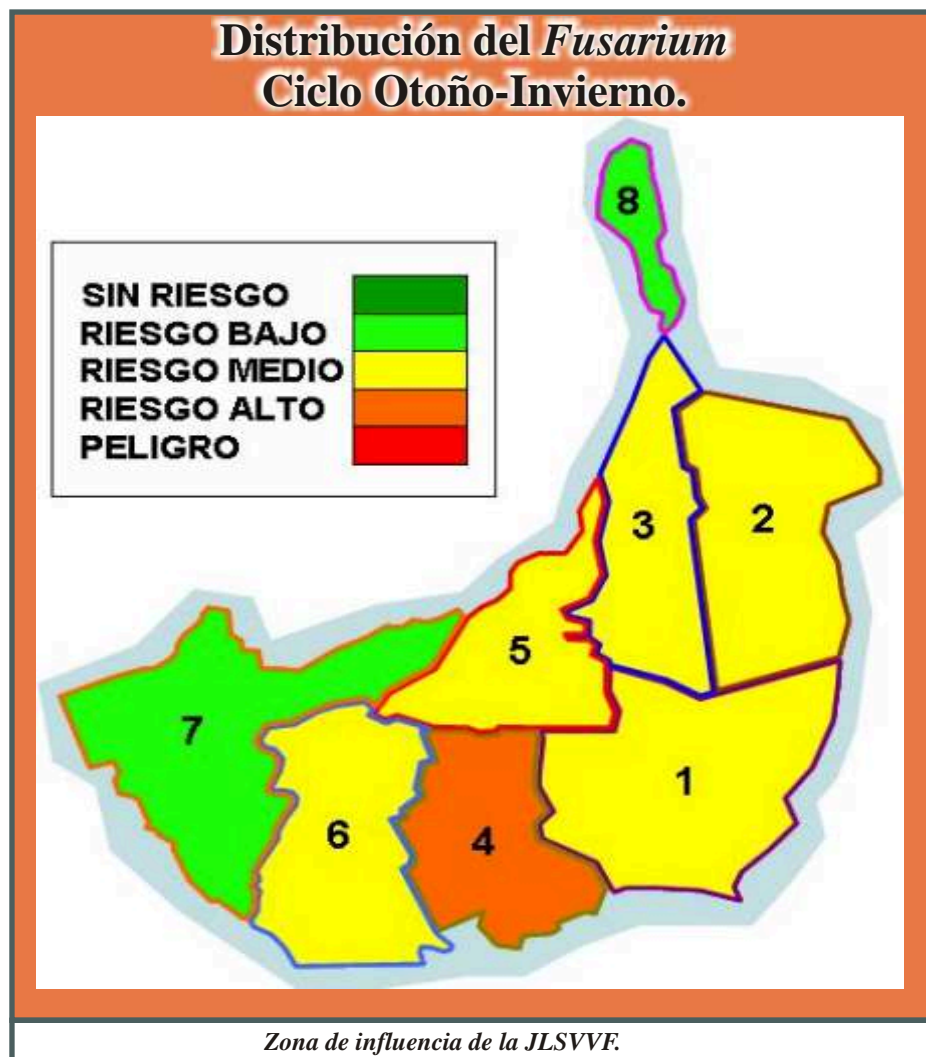 Distribución del Fusarium
Ciclo Otoño-Invierno.
8
SIN RIESGO
RIESGO BAJO
RIESGO MEDIO
RIESGO ALTO
PELIGRO
3
2
5
7
1
6
4
Zona de influencia de la JLSVVF.